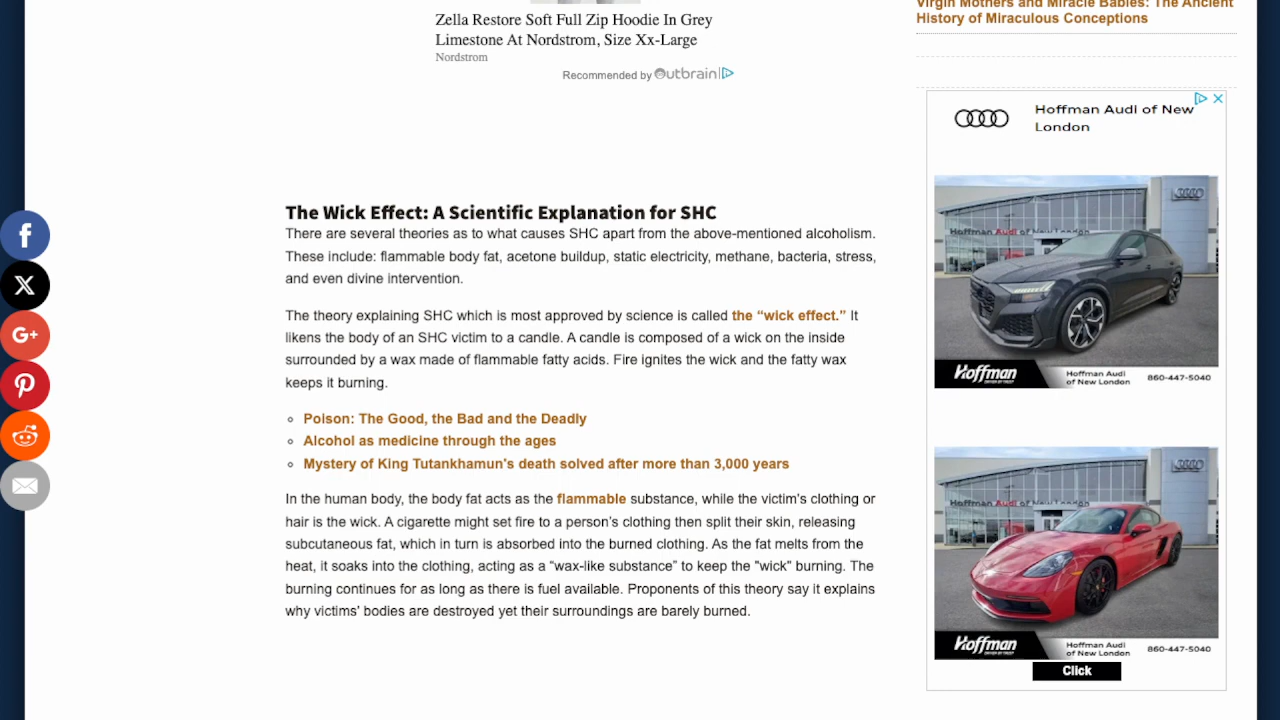 Virgin Mothers and Miracle Babies: The Ancient
History of Miraculous Conceptions
Zella Restore Soft Full Zip Hoodie In Grey
Limestone At Nordstrom, Size Xx-Large
Nordstrom
Recommended by Outbrain
The Wick Effect: A Scientific Explanation for SHC
There are several theories as to what causes SHC apart from the above-mentioned alcoholism.
These include: flammable body fat, acetone buildup, static electricity, methane, bacteria, stress,
and even divine intervention.
The theory explaining SHC which is most approved by science is called the “wick effect.” It
likens the body of an SHC victim to a candle. A candle is composed of a wick on the inside
surrounded by a wax made of flammable fatty acids. Fire ignites the wick and the fatty wax
keeps it burning.
Poison: The Good, the Bad and the Deadly
Alcohol as medicine through the ages
Mystery of King Tutankhamun's death solved after more than 3,000 years
In the human body, the body fat acts as the flammable substance, while the victim’s clothing or
hair is the wick. A cigarette might set fire to a person’s clothing then split their skin, releasing
subcutaneous fat, which in turn is absorbed into the burned clothing. As the fat melts from the
heat, it soaks into the clothing, acting as a “wax-like substance” to keep the "wick" burning. The
burning continues for as long as there is fuel available. Proponents of this theory say it explains
why victims’ bodies are destroyed yet their surroundings are barely burned.
f
X
G+
Hoffman Audi of New
London
Hoffman Audi of New London
Hoffman
Hoffman Audi
of New London
860-447-5040
Hoffman Audi of New London
Hoffman
Hoffman Audi
of New London
860-447-5040
Click